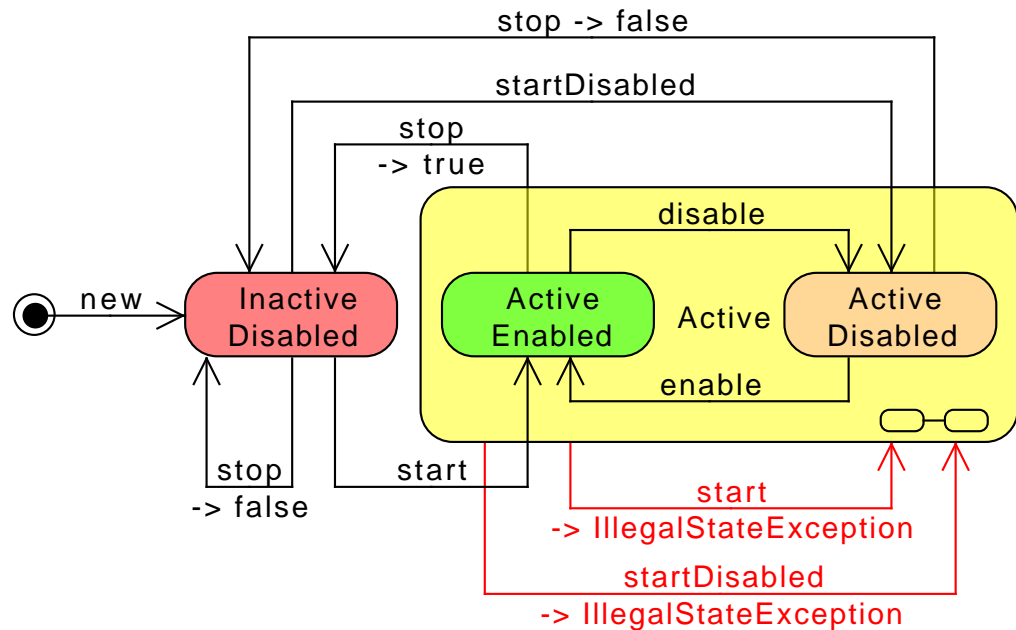 stop -> false
startDisabled
stop
-> true
disable
new
Inactive
Disabled
Active
Enabled
Active
Active
Disabled
enable
stop
-> false
start
start
-> IllegalStateException
startDisabled
-> IllegalStateException